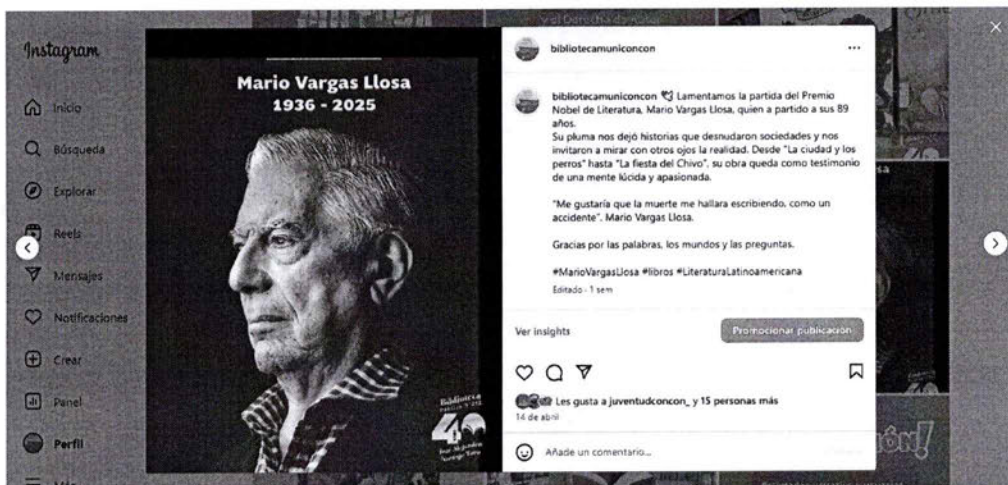 y el Derecho de Autor
Instagram
Inicio
Búsqueda
Explorar
Reels
Mensajes
Notificaciones
Crear
Panel
Perfil
Más
Mario Vargas Llosa
1936 - 2025
Biblioteca
40
bibliotecamuniconcon
bibliotecamuniconcon Lamentamos la partida del Premio
Nobel de Literatura, Mario Vargas Llosa, quien a partido a sus 89
años.
Su pluma nos dejó historias que desnudaron sociedades y nos
invitaron a mirar con otros ojos la realidad. Desde "La ciudad y los
perros" hasta "La fiesta del Chivo", su obra queda como testimonio
de una mente lúcida y apasionada.
"Me gustaría que la muerte me hallara escribiendo, como un
accidente". Mario Vargas Llosa.
Gracias por las palabras, los mundos y las preguntas.
#MarioVargasLlosa #libros #LiteraturaLatinoamericana
Editado · 1 sem
Ver insights
Promocionar publicación
Les gusta a juventudconcon_ y 15 personas más
14 de abril
Añade un comentario...